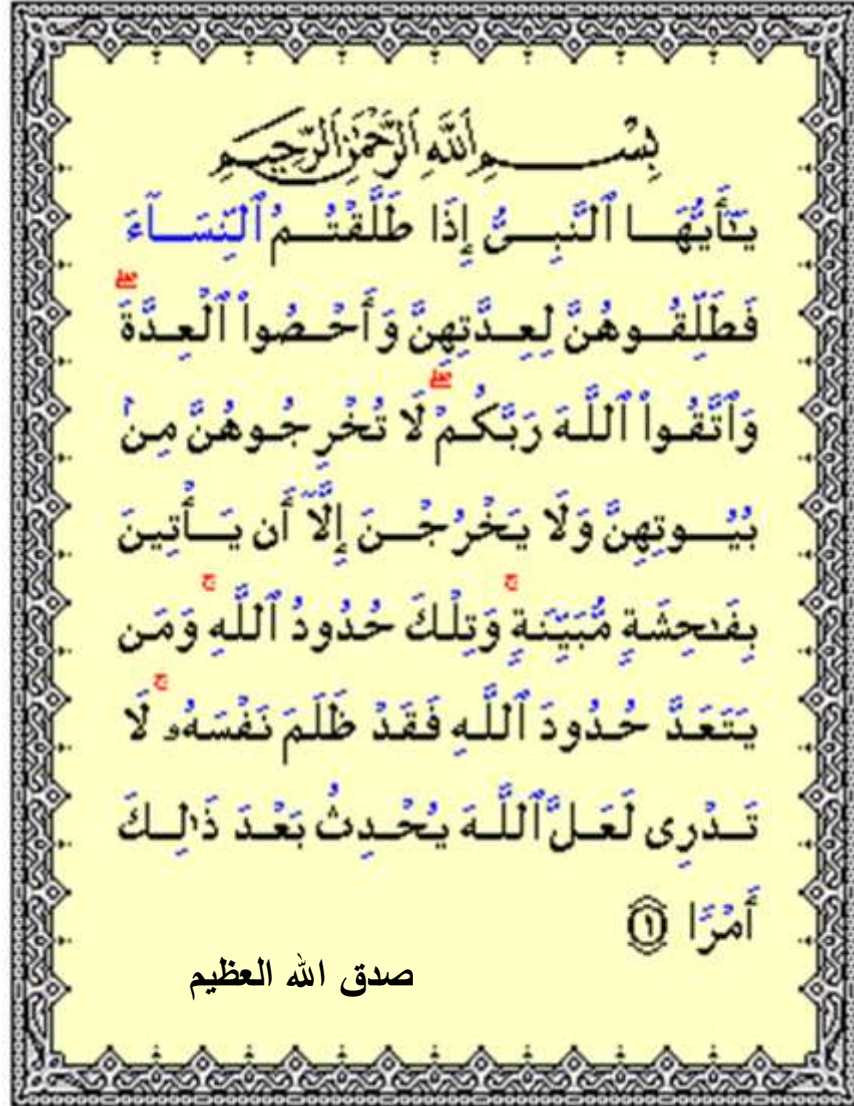 بِسْمِ ٱللَّهِ ٱلرَّحْمَٰنِ ٱلرَّحِيمِ
يَـٰٓأَيُّهَا ٱلنَّبِىُّ إِذَا طَلَّقْتُمُ ٱلنِّسَآءَ
فَطَلِّقُوهُنَّ لِعِدَّتِهِنَّ وَأَحْصُواْ ٱلْعِدَّةَ ۖ
وَٱتَّقُواْ ٱللَّهَ رَبَّكُمْ ۖ لَا تُخْرِجُوهُنَّ مِنۢ
بُيُوتِهِنَّ وَلَا يَخْرُجْنَ إِلَّآ أَن يَأْتِينَ
بِفَـٰحِشَةٍ مُّبَيِّنَةٍ ۚ وَتِلْكَ حُدُودُ ٱللَّهِ ۚ وَمَن
يَتَعَدَّ حُدُودَ ٱللَّهِ فَقَدْ ظَلَمَ نَفْسَهُۥ ۚ لَا
تَدْرِى لَعَلَّ ٱللَّهَ يُحْدِثُ بَعْدَ ذَٰلِكَ
أَمْرًا ١
صدق الله العظيم